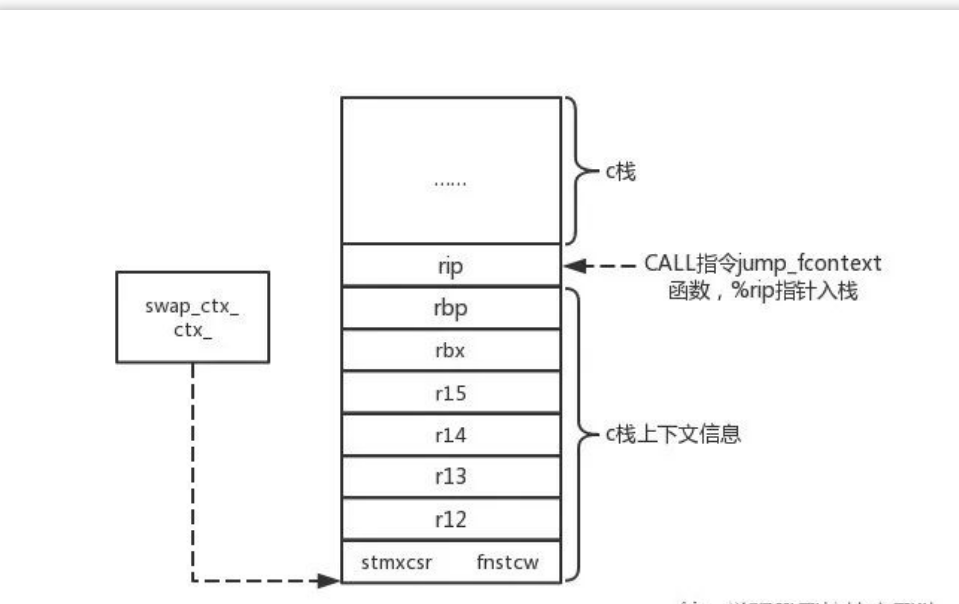 ……
c栈
rip
CALL指令jump_fcontext
函数，%rip指针入栈
swap_ctx_
ctx_
rbp
rbx
r15
r14
c栈上下文信息
r13
r12
stmxcsr fnstcw